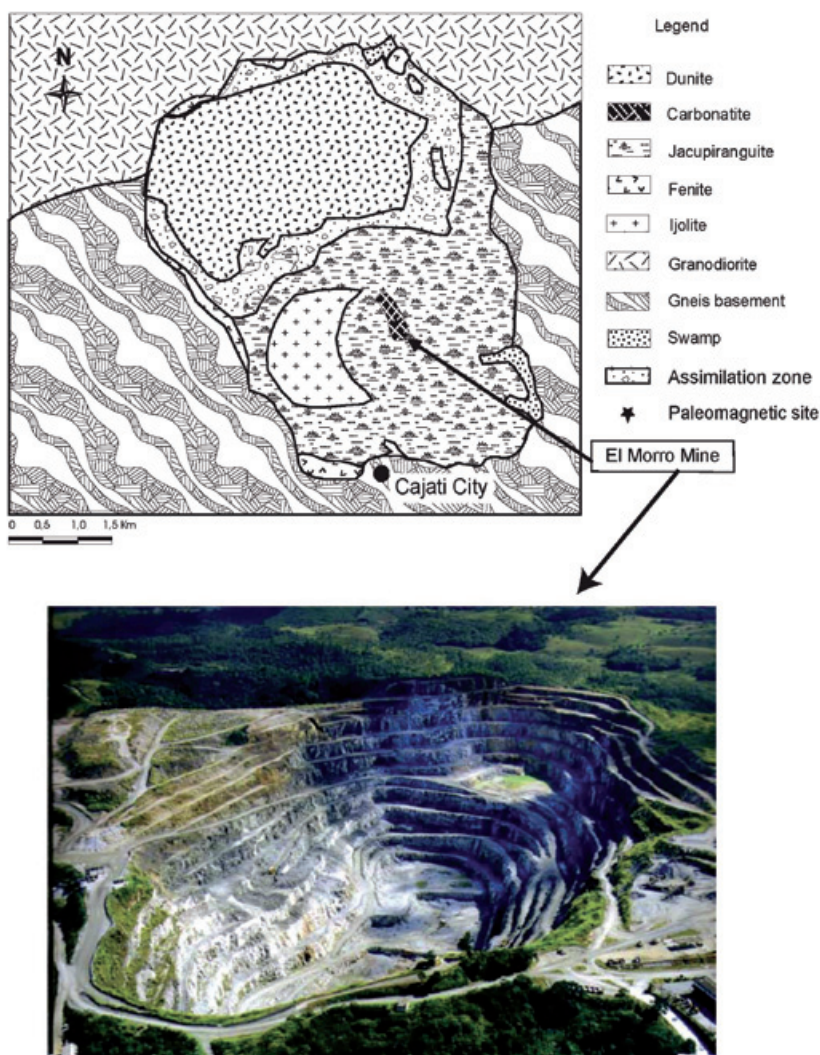 Legend
N
Dunite
Carbonatite
Jacupiranguite
Fenite
Ijolite
Granodiorite
Gneis basement
Swamp
Assimilation zone
Paleomagnetic site
El Morro Mine
Cajati City
0 0,5 1,0 1,5 Km